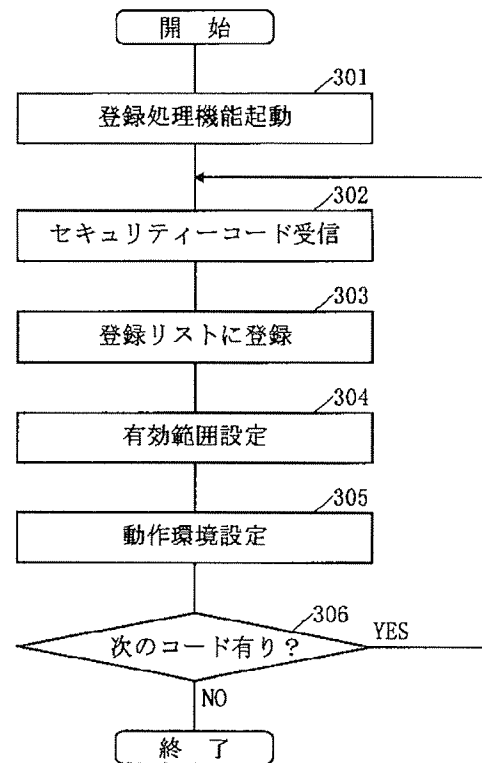 開 始
301
登録処理機能起動
302
セキュリティーコード受信
303
登録リストに登録
304
有効範囲設定
305
動作環境設定
306
次のコード有り？
YES
NO
終 了